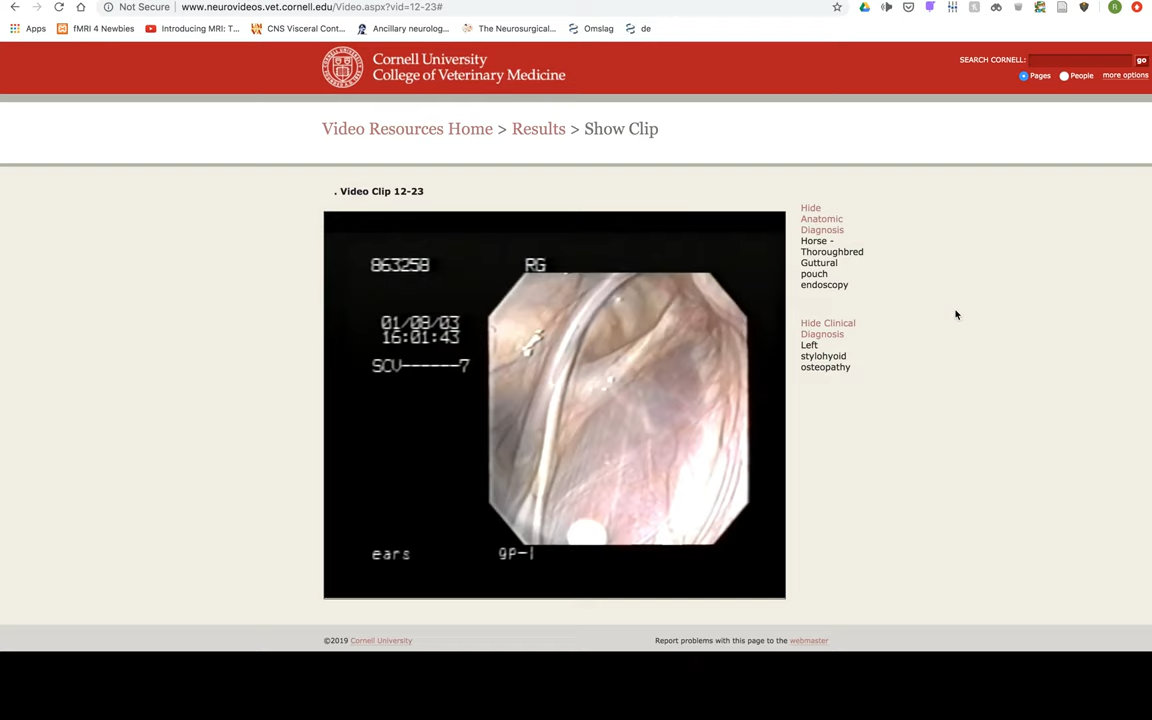 Not Secure | www.neurovideos.vet.cornell.edu/Video.aspx?vid=12-23#
Apps fMRI 4 Newbies Introducing MRI: T... CNS Visceral Cont... Ancillary neurolog... The Neurosurgical... Omslag de
Cornell University
College of Veterinary Medicine
SEARCH CORNELL: go
Pages People more options
Video Resources Home > Results > Show Clip
. Video Clip 12-23
863258 RG
01/08/03
16:01:43
SCV------7
ears gp-l
Hide
Anatomic
Diagnosis
Horse -
Thoroughbred
Guttural
pouch
endoscopy
Hide Clinical
Diagnosis
Left
stylohyoid
osteopathy
©2019 Cornell University Report problems with this page to the webmaster